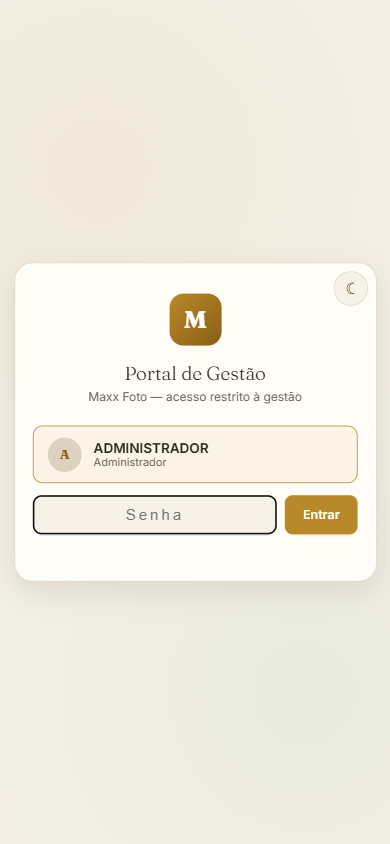 M
Portal de Gestão
Maxx Foto — acesso restrito à gestão
A
ADMINISTRADOR
Administrador
Senha
Entrar